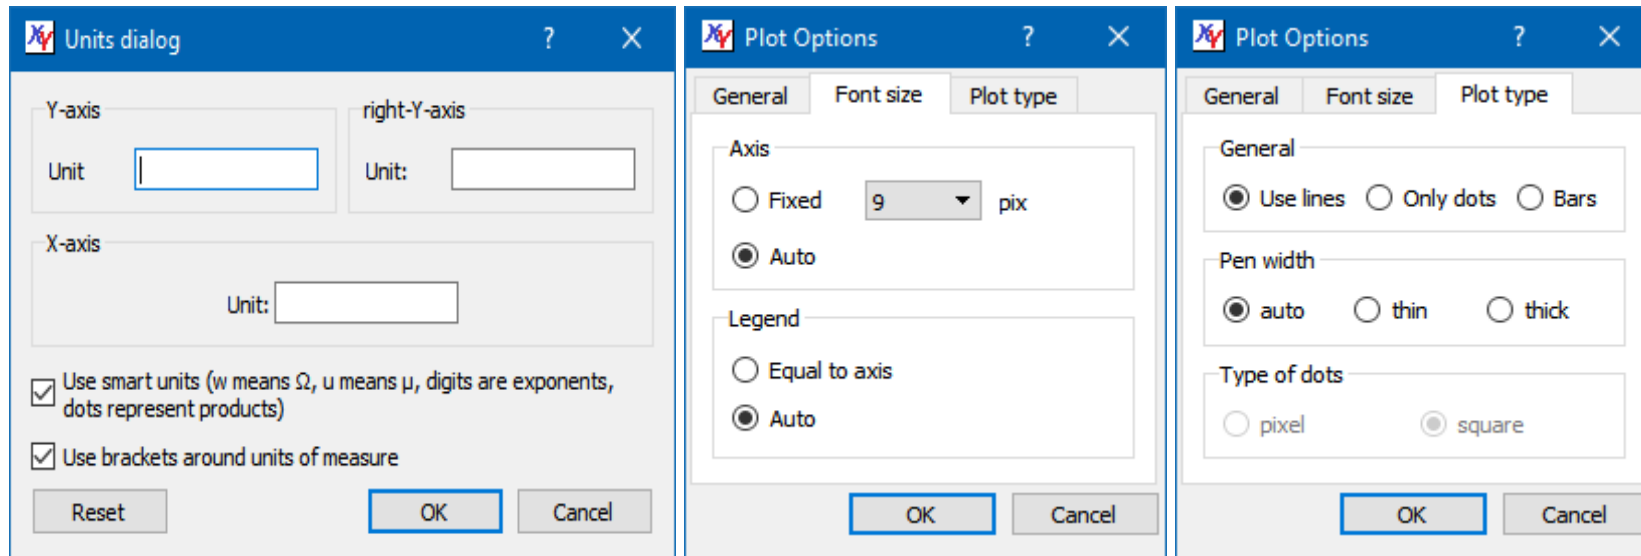 XY Units dialog ? X
Y-axis
Unit
right-Y-axis
Unit:
X-axis
Unit:
Use smart units (w means Ω, u means μ, digits are exponents,
dots represent products)
Use brackets around units of measure
Reset OK Cancel
XY Plot Options ? X
General Font size Plot type
Axis
Fixed 9 pix
Auto
Legend
Equal to axis
Auto
OK Cancel
XY Plot Options ? X
General Font size Plot type
General
Use lines Only dots Bars
Pen width
auto thin thick
Type of dots
pixel square
OK Cancel